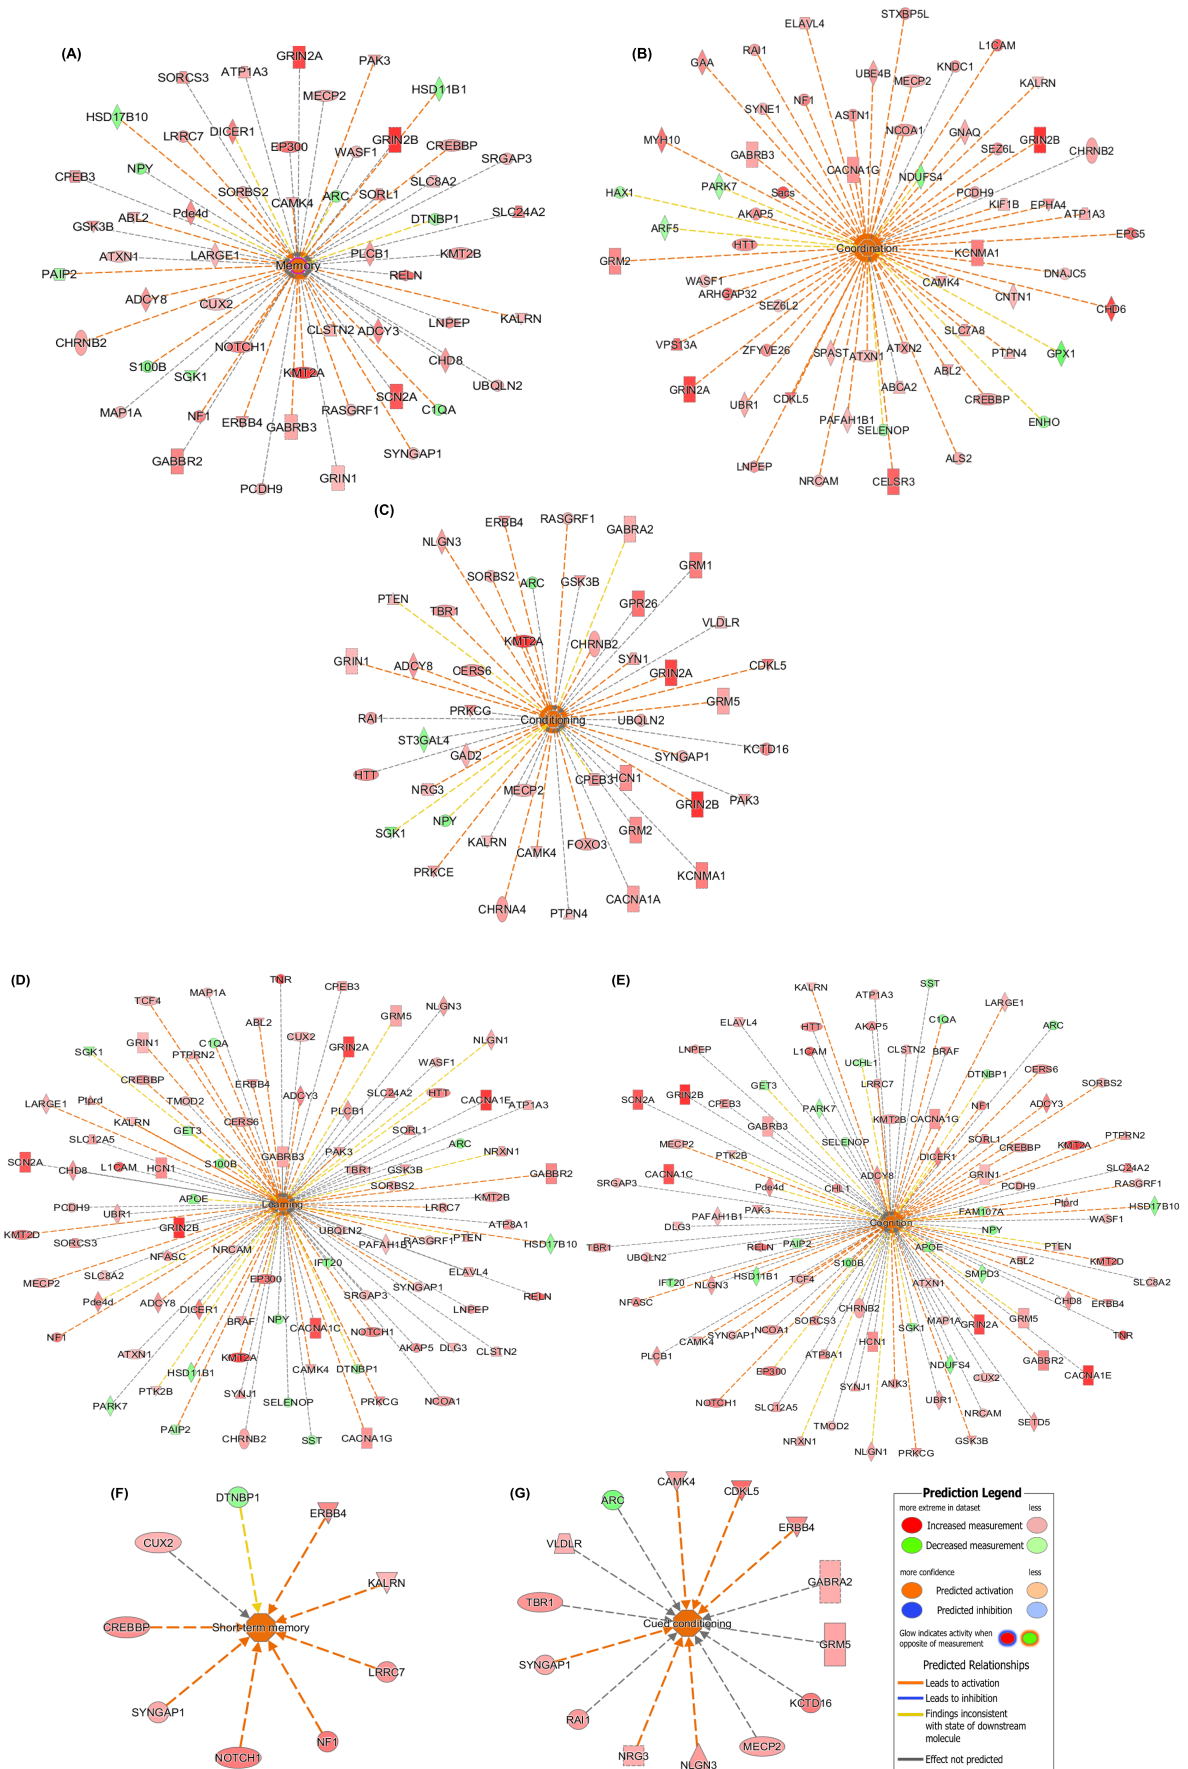 (A)
GRIN2A
PAK3
SORCS3
ATP1A3
HSD11B1
MECP2
HSD17B10
LRRC7
DICER1
GRIN2B
EP300
WASF1
CREBBP
SRGAP3
NPY
CPEB3
SORBS2
ARC
SORL1
SLC8A2
CAMK4
ABL2
Pde4d
DTNBP1
SLC24A2
GSK3B
ATXN1
LARGE1
PLCB1
KMT2B
Memory
PAIP2
RELN
ADCY8
CUX2
KALRN
LNPEP
CLSTN2
ADCY3
CHRNB2
NOTCH1
CHD8
S100B
SGK1
KMT2A
UBQLN2
SCN2A
MAP1A
NF1
ERBB4
RASGRF1
C1QA
GABRB3
SYNGAP1
GABBR2
GRIN1
PCDH9
(B)
STXBP5L
ELAVL4
L1CAM
RAI1
GAA
UBE4B
KNDC1
MECP2
KALRN
NF1
SYNE1
ASTN1
NCOA1
GNAQ
GRIN2B
MYH10
SEZ6L
CHRNB2
GABRB3
CACNA1G
NDUFS4
HAX1
PARK7
Sacs
PCDH9
KIF1B
EPHA4
AKAP5
ATP1A3
ARF5
EPG5
HTT
Coordination
KCNMA1
GRM2
DNAJC5
WASF1
CAMK4
ARHGAP32
CNTN1
SEZ6L2
CHD6
SLC7A8
VPS13A
ZFYVE26
SPAST
ATXN1
ATXN2
PTPN4
GPX1
ABL2
GRIN2A
UBR1
CDKL5
ABCA2
CREBBP
PAFAH1B1
SELENOP
ENHO
LNPEP
ALS2
NRCAM
CELSR3
(C)
ERBB4
RASGRF1
GABRA2
NLGN3
GRM1
SORBS2
ARC
GSK3B
PTEN
TBR1
GPR26
VLDLR
KMT2A
CHRNB2
GRIN1
ADCY8
CERS6
SYN1
GRIN2A
CDKL5
PRKCG
GRM5
RAI1
Conditioning
UBQLN2
ST3GAL4
KCTD16
GAD2
SYNGAP1
HTT
CPEB3
HCN1
NRG3
MECP2
GRIN2B
PAK3
NPY
SGK1
GRM2
KALRN
CAMK4
FOXO3
PRKCE
KCNMA1
CACNA1A
CHRNA4
PTPN4
(D)
TNR
MAP1A
CPEB3
TCF4
NLGN3
GRM5
ABL2
GRIN1
C1QA
CUX2
NLGN1
SGK1
PTPRN2
GRIN2A
WASF1
CREBBP
ERBB4
ADCY3
SLC24A2
HTT
LARGE1
Ptprd
TMOD2
PLCB1
CACNA1E
ATP1A3
KALRN
CERS6
SORL1
GET3
SLC12A5
PAK3
ARC
NRXN1
SCN2A
CHD8
L1CAM
HCN1
S100B
GABRB3
TBR1
GSK3B
GABBR2
SORBS2
PCDH9
UBR1
APOE
Learning
LRRC7
KMT2B
KMT2D
GRIN2B
ATP8A1
SORCS3
NFASC
NRCAM
UBQLN2
PAFAH1B1
RASGRF1
PTEN
HSD17B10
IFT20
MECP2
SLC8A2
EP300
ELAVL4
SYNGAP1
Pde4d
ADCY8
DICER1
SRGAP3
RELN
LNPEP
NPY
BRAF
CACNA1C
NF1
NOTCH1
AKAP5
DLG3
CLSTN2
ATXN1
KMT2A
HSD11B1
CAMK4
DTNBP1
PTK2B
SYNJ1
PARK7
SELENOP
PRKCG
NCOA1
PAIP2
CHRNB2
SST
CACNA1G
(E)
SST
KALRN
ATP1A3
LARGE1
ELAVL4
HTT
AKAP5
C1QA
ARC
LNPEP
L1CAM
UCHL1
CLSTN2
BRAF
GET3
LRRC7
DTNBP1
CERS6
SORBS2
SCN2A
GRIN2B
CPEB3
PARK7
NF1
ADCY3
GABRB3
KMT2B
CACNA1G
SELENOP
SORL1
PTPRN2
MECP2
PTK2B
DICER1
CREBBP
KMT2A
CACNA1C
ADCY8
GRIN1
SLC24A2
SRGAP3
Pde4d
CHL1
PCDH9
RASGRF1
PAK3
Ptprd
HSD17B10
PAFAH1B1
FAM107A
WASF1
DLG3
Cognition
NPY
TBR1
RELN
PAIP2
APOE
PTEN
UBQLN2
S100B
ABL2
KMT2D
IFT20
HSD11B1
TCF4
SMPD3
SLC8A2
NLGN3
ATXN1
NFASC
CHD8
ERBB4
CHRNB2
SORCS3
MAP1A
GRM5
SYNGAP1
NCOA1
SGK1
GRIN2A
TNR
CAMK4
HCN1
PLCB1
ATP8A1
NDUFS4
GABBR2
EP300
CUX2
CACNA1E
SYNJ1
ANK3
NOTCH1
SLC12A5
UBR1
NRCAM
SETD5
TMOD2
NRXN1
GSK3B
NLGN1
PRKCG
(F)
DTNBP1
ERBB4
CUX2
KALRN
CREBBP
Short-term memory
LRRC7
SYNGAP1
NF1
NOTCH1
(G)
CAMK4
CDKL5
ARC
ERBB4
VLDLR
GABRA2
TBR1
Cued conditioning
GRM5
SYNGAP1
KCTD16
RAI1
MECP2
NRG3
NLGN3
Prediction Legend
more extreme in dataset less
Increased measurement
Decreased measurement
more confidence less
Predicted activation
Predicted inhibition
Glow indicates activity when
opposite of measurement
Predicted Relationships
Leads to activation
Leads to inhibition
Findings inconsistent
with state of downstream
molecule
Effect not predicted